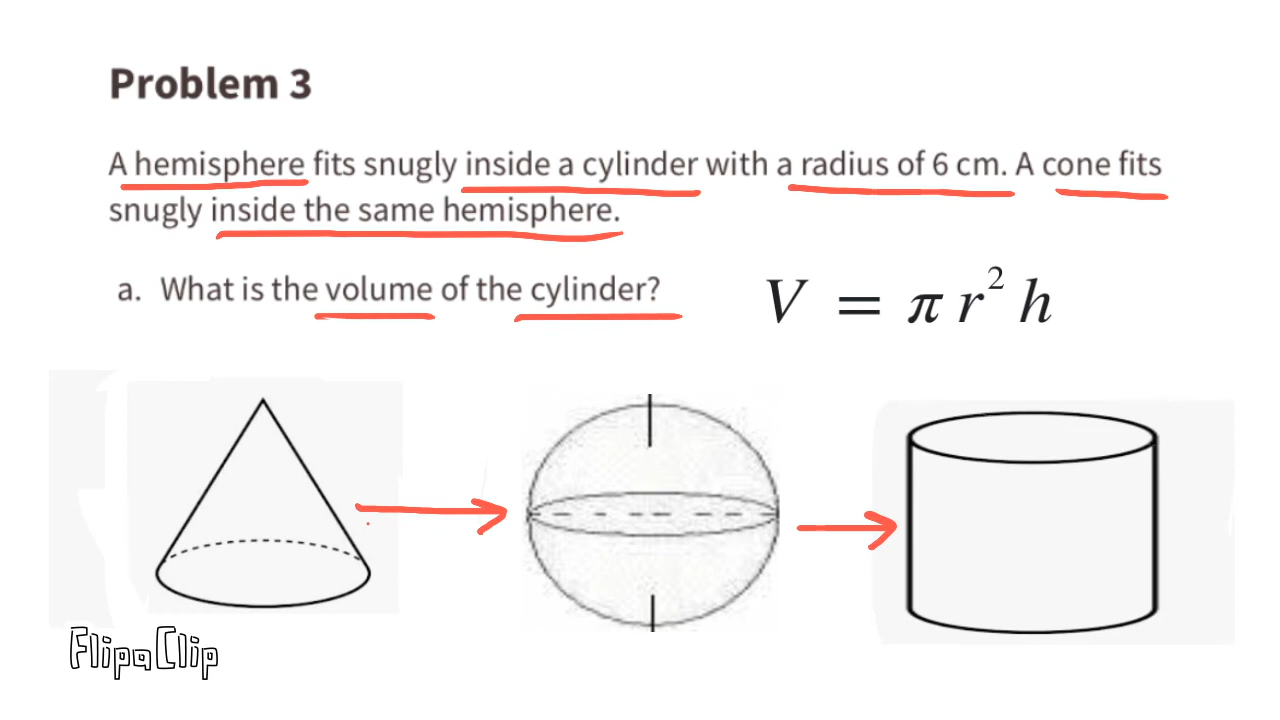 Problem 3
A hemisphere fits snugly inside a cylinder with a radius of 6 cm. A cone fits
snugly inside the same hemisphere.
a. What is the volume of the cylinder?
V = π r² h
FlipaClip